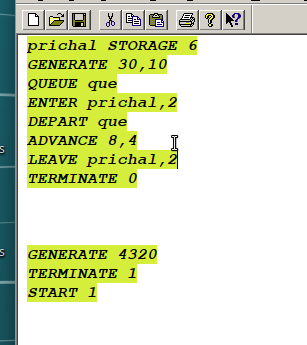 prichal STORAGE 6
GENERATE 30,10
QUEUE que
ENTER prichal,2
DEPART que
ADVANCE 8,4
LEAVE prichal,2
TERMINATE 0
GENERATE 4320
TERMINATE 1
START 1